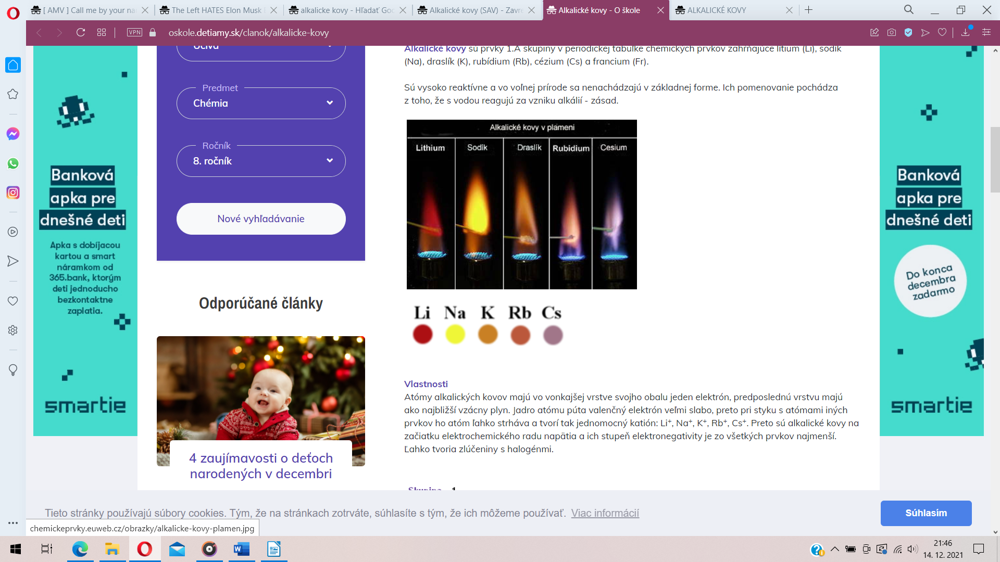 [ AMV ] Call me by your na
The Left HATES Elon Musk
alkalicke kovy - Hľadať Goo
Alkalické kovy (SAV) - Zavre
Alkalické kovy - O škole
ALKALICKÉ KOVY
VPN
oskole.detiamy.sk/clanok/alkalicke-kovy
Banková
apka pre
dnešné deti
Apka s dobíjacou
kartou a smart
náramkom od
365.bank, ktorým
deti jednoducho
bezkontaktne
zaplatia.
smartie
Učiva
Predmet
Chémia
Ročník
8. ročník
Nové vyhľadávanie
Odporúčané články
4 zaujímavosti o deťoch
narodených v decembri
Alkalické kovy sú prvky 1.A skupiny v periodickej tabuľke chemických prvkov zahŕňajúce lítium (Li), sodík
(Na), draslík (K), rubídium (Rb), cézium (Cs) a francium (Fr).
Sú vysoko reaktívne a vo voľnej prírode sa nenachádzajú v základnej forme. Ich pomenovanie pochádza
z toho, že s vodou reagujú za vzniku alkálií - zásad.
Alkalické kovy v plameni
Lithium Sodík Draslík Rubidium Cesium
Li Na K Rb Cs
Vlastnosti
Atómy alkalických kovov majú vo vonkajšej vrstve svojho obalu jeden elektrón, predposlednú vrstvu majú
ako najbližší vzácny plyn. Jadro atómu púta valenčný elektrón veľmi slabo, preto pri styku s atómami iných
prvkov ho atóm ľahko strháva a tvorí tak jednomocný katión: Li⁺, Na⁺, K⁺, Rb⁺, Cs⁺. Preto sú alkalické kovy na
začiatku elektrochemického radu napätia a ich stupeň elektronegativity je zo všetkých prvkov najmenší.
Ľahko tvoria zlúčeniny s halogénmi.
Skupina 1
Banková
apka pre
dnešné deti
Do konca
decembra
zadarmo
smartie
Tieto stránky používajú súbory cookies. Tým, že na stránkach zotrváte, súhlasíte s tým, že ich môžeme používať. Viac informácií
Súhlasím
chemickeprvky.euweb.cz/obrazky/alkalicke-kovy-plamen.jpg
21:46
14. 12. 2021